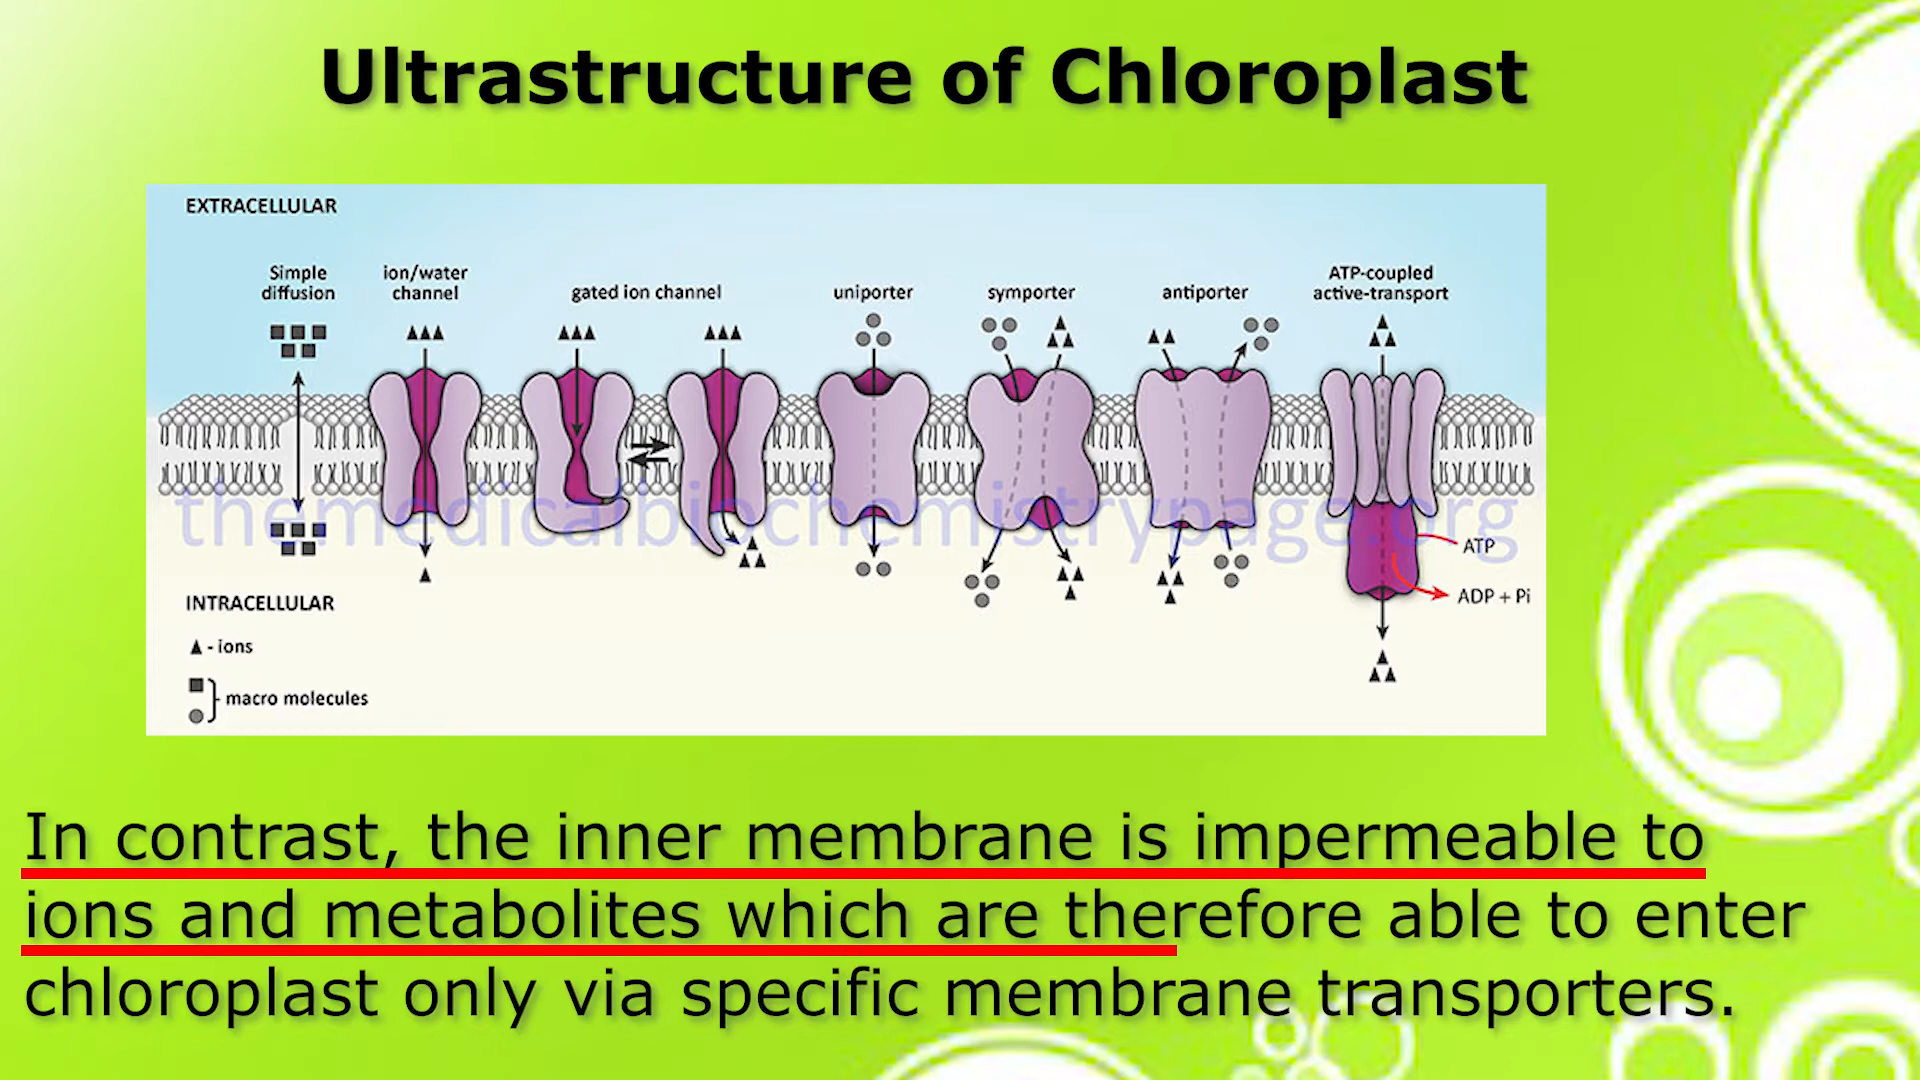 Ultrastructure of Chloroplast
EXTRACELLULAR
Simple
diffusion
ion/water
channel
gated ion channel
uniporter
symporter
antiporter
ATP-coupled
active-transport
themedicalbiochemistrypage.org
ATP
ADP + Pi
INTRACELLULAR
- ions
macro molecules
In contrast, the inner membrane is impermeable to
ions and metabolites which are therefore able to enter
chloroplast only via specific membrane transporters.